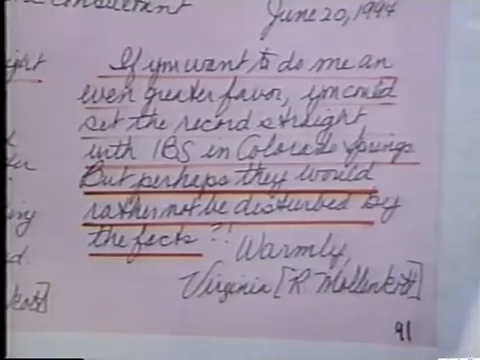 Consultant
June 20, 1994
If you want to do me an
even greater favor, you could
set the record straight
with IBS in Colorado Springs.
But perhaps they would
rather not be disturbed by
the facts?!
Warmly,
Virginia [R. Mollenkott]
91